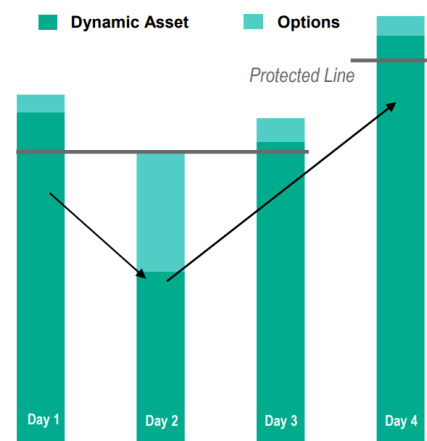 Dynamic Asset
Options
Protected Line
Day 1
Day 2
Day 3
Day 4